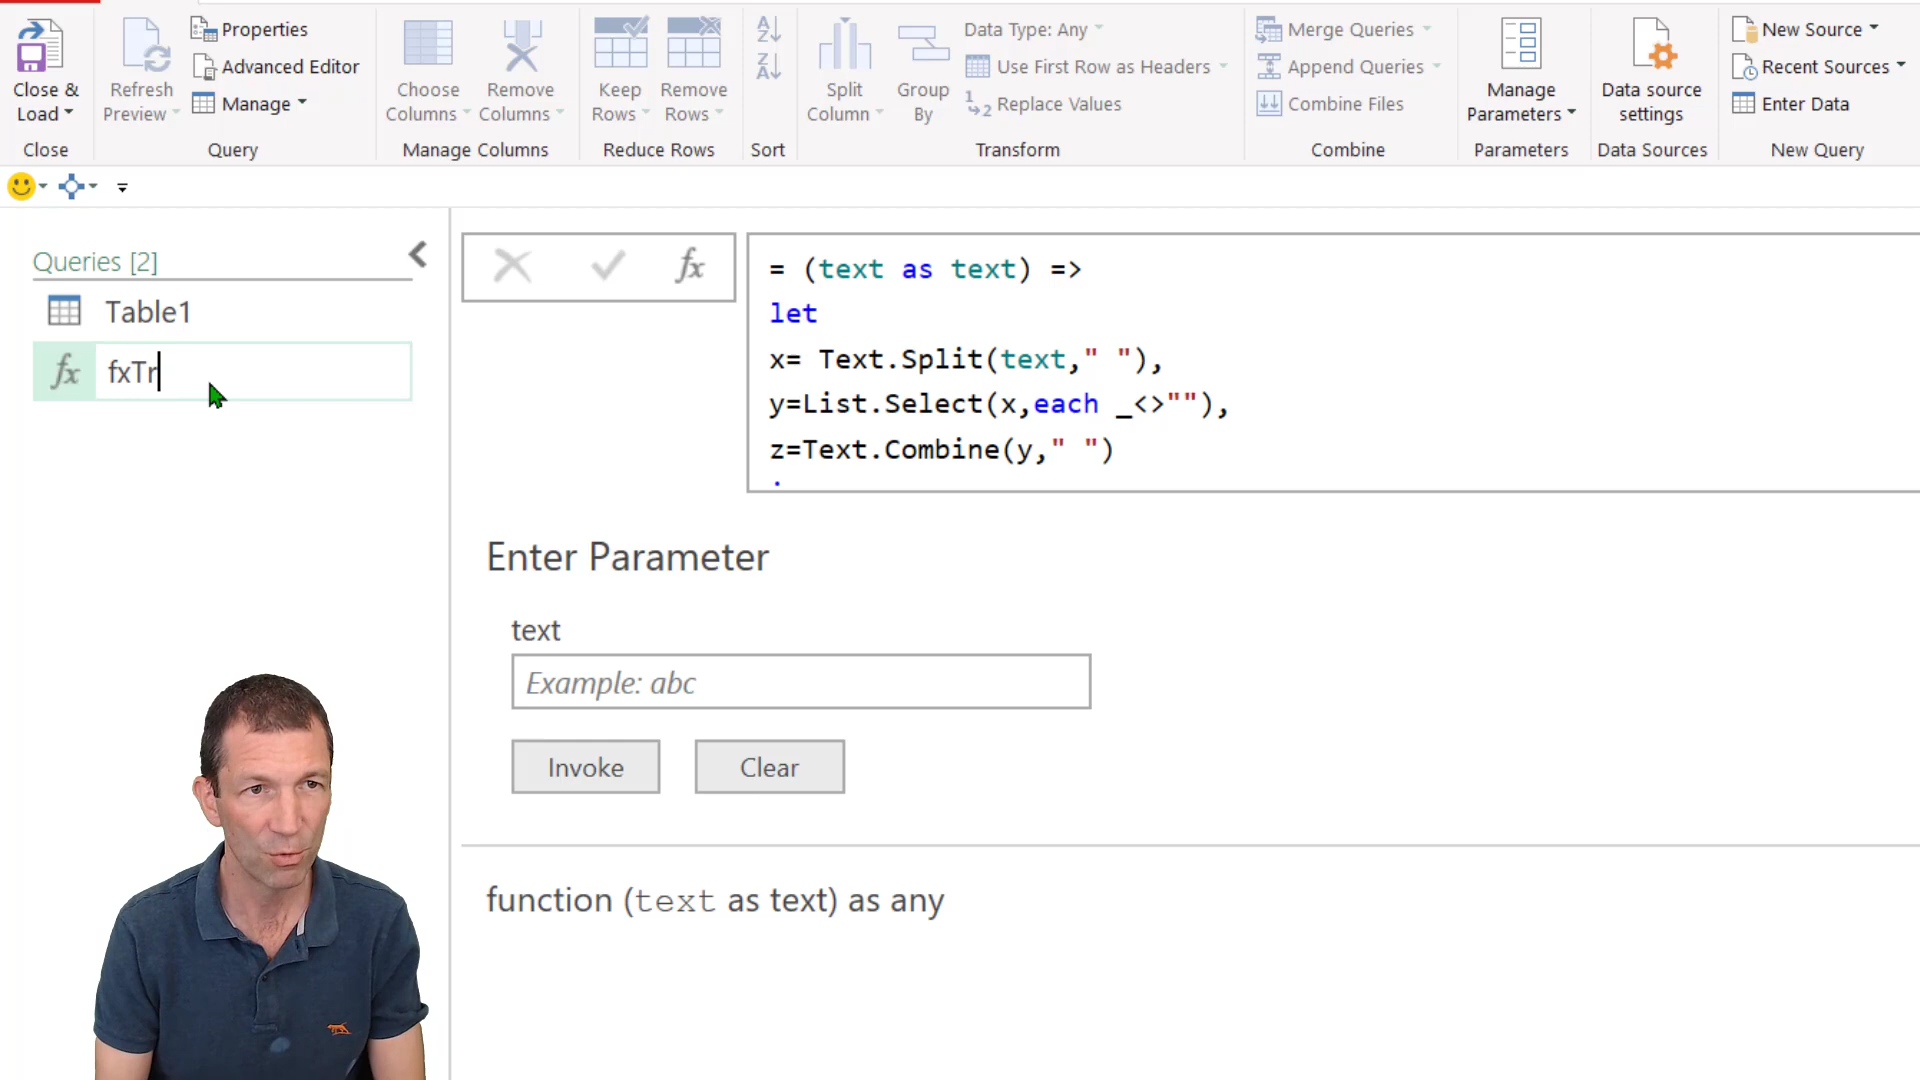 Close & Load
Close
Refresh Preview
Properties
Advanced Editor
Manage
Query
Choose Columns
Remove Columns
Manage Columns
Keep Rows
Remove Rows
Reduce Rows
A
Z
Z
A
Sort
Split Column
Group By
Data Type: Any
Use First Row as Headers
1
2
Replace Values
Transform
Merge Queries
Append Queries
Combine Files
Combine
Manage Parameters
Parameters
Data source settings
Data Sources
New Source
Recent Sources
Enter Data
New Query
Queries [2]
Table1
fx
fxTr
fx
= (text as text) =>
let
x= Text.Split(text," "),
y=List.Select(x,each _<>""),
z=Text.Combine(y," ")
Enter Parameter
text
Example: abc
Invoke
Clear
function (text as text) as any